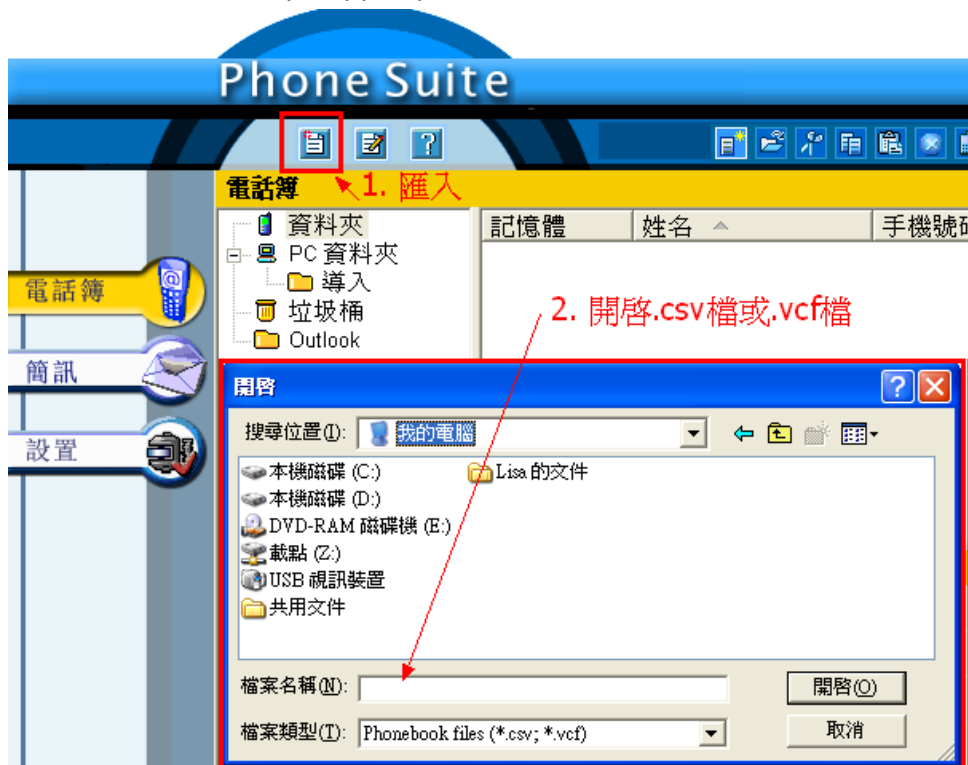 Phone Suite
電話簿
1. 匯入
資料夾
PC 資料夾
導入
垃圾桶
Outlook
記憶體
姓名
手機號
電話簿
簡訊
設置
2. 開啓.csv檔或.vcf檔
開啓
搜尋位置(I):
我的電腦
本機磁碟 (C:)
Lisa 的文件
本機磁碟 (D:)
DVD-RAM 磁碟機 (E:)
載點 (Z:)
USB 視訊裝置
共用文件
檔案名稱(N):
開啓(O)
檔案類型(T):
Phonebook files (*.csv; *.vcf)
取消